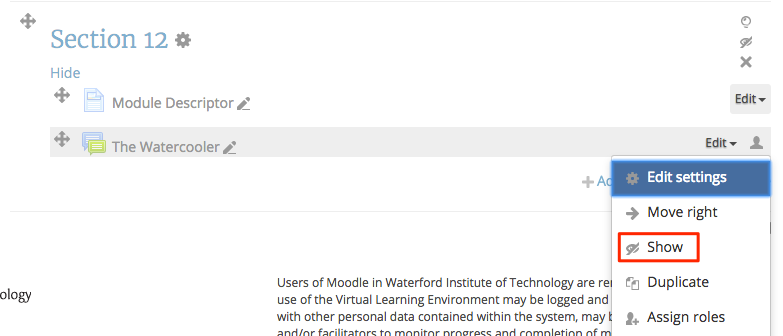 Section 12
Hide
Module Descriptor
Edit
The Watercooler
Edit
Edit settings
Move right
Show
Duplicate
Assign roles
ology
Users of Moodle in Waterford Institute of Technology are
use of the Virtual Learning Environment may be logged and
with other personal data contained within the system, may
and/or facilitators to monitor progress and completion of